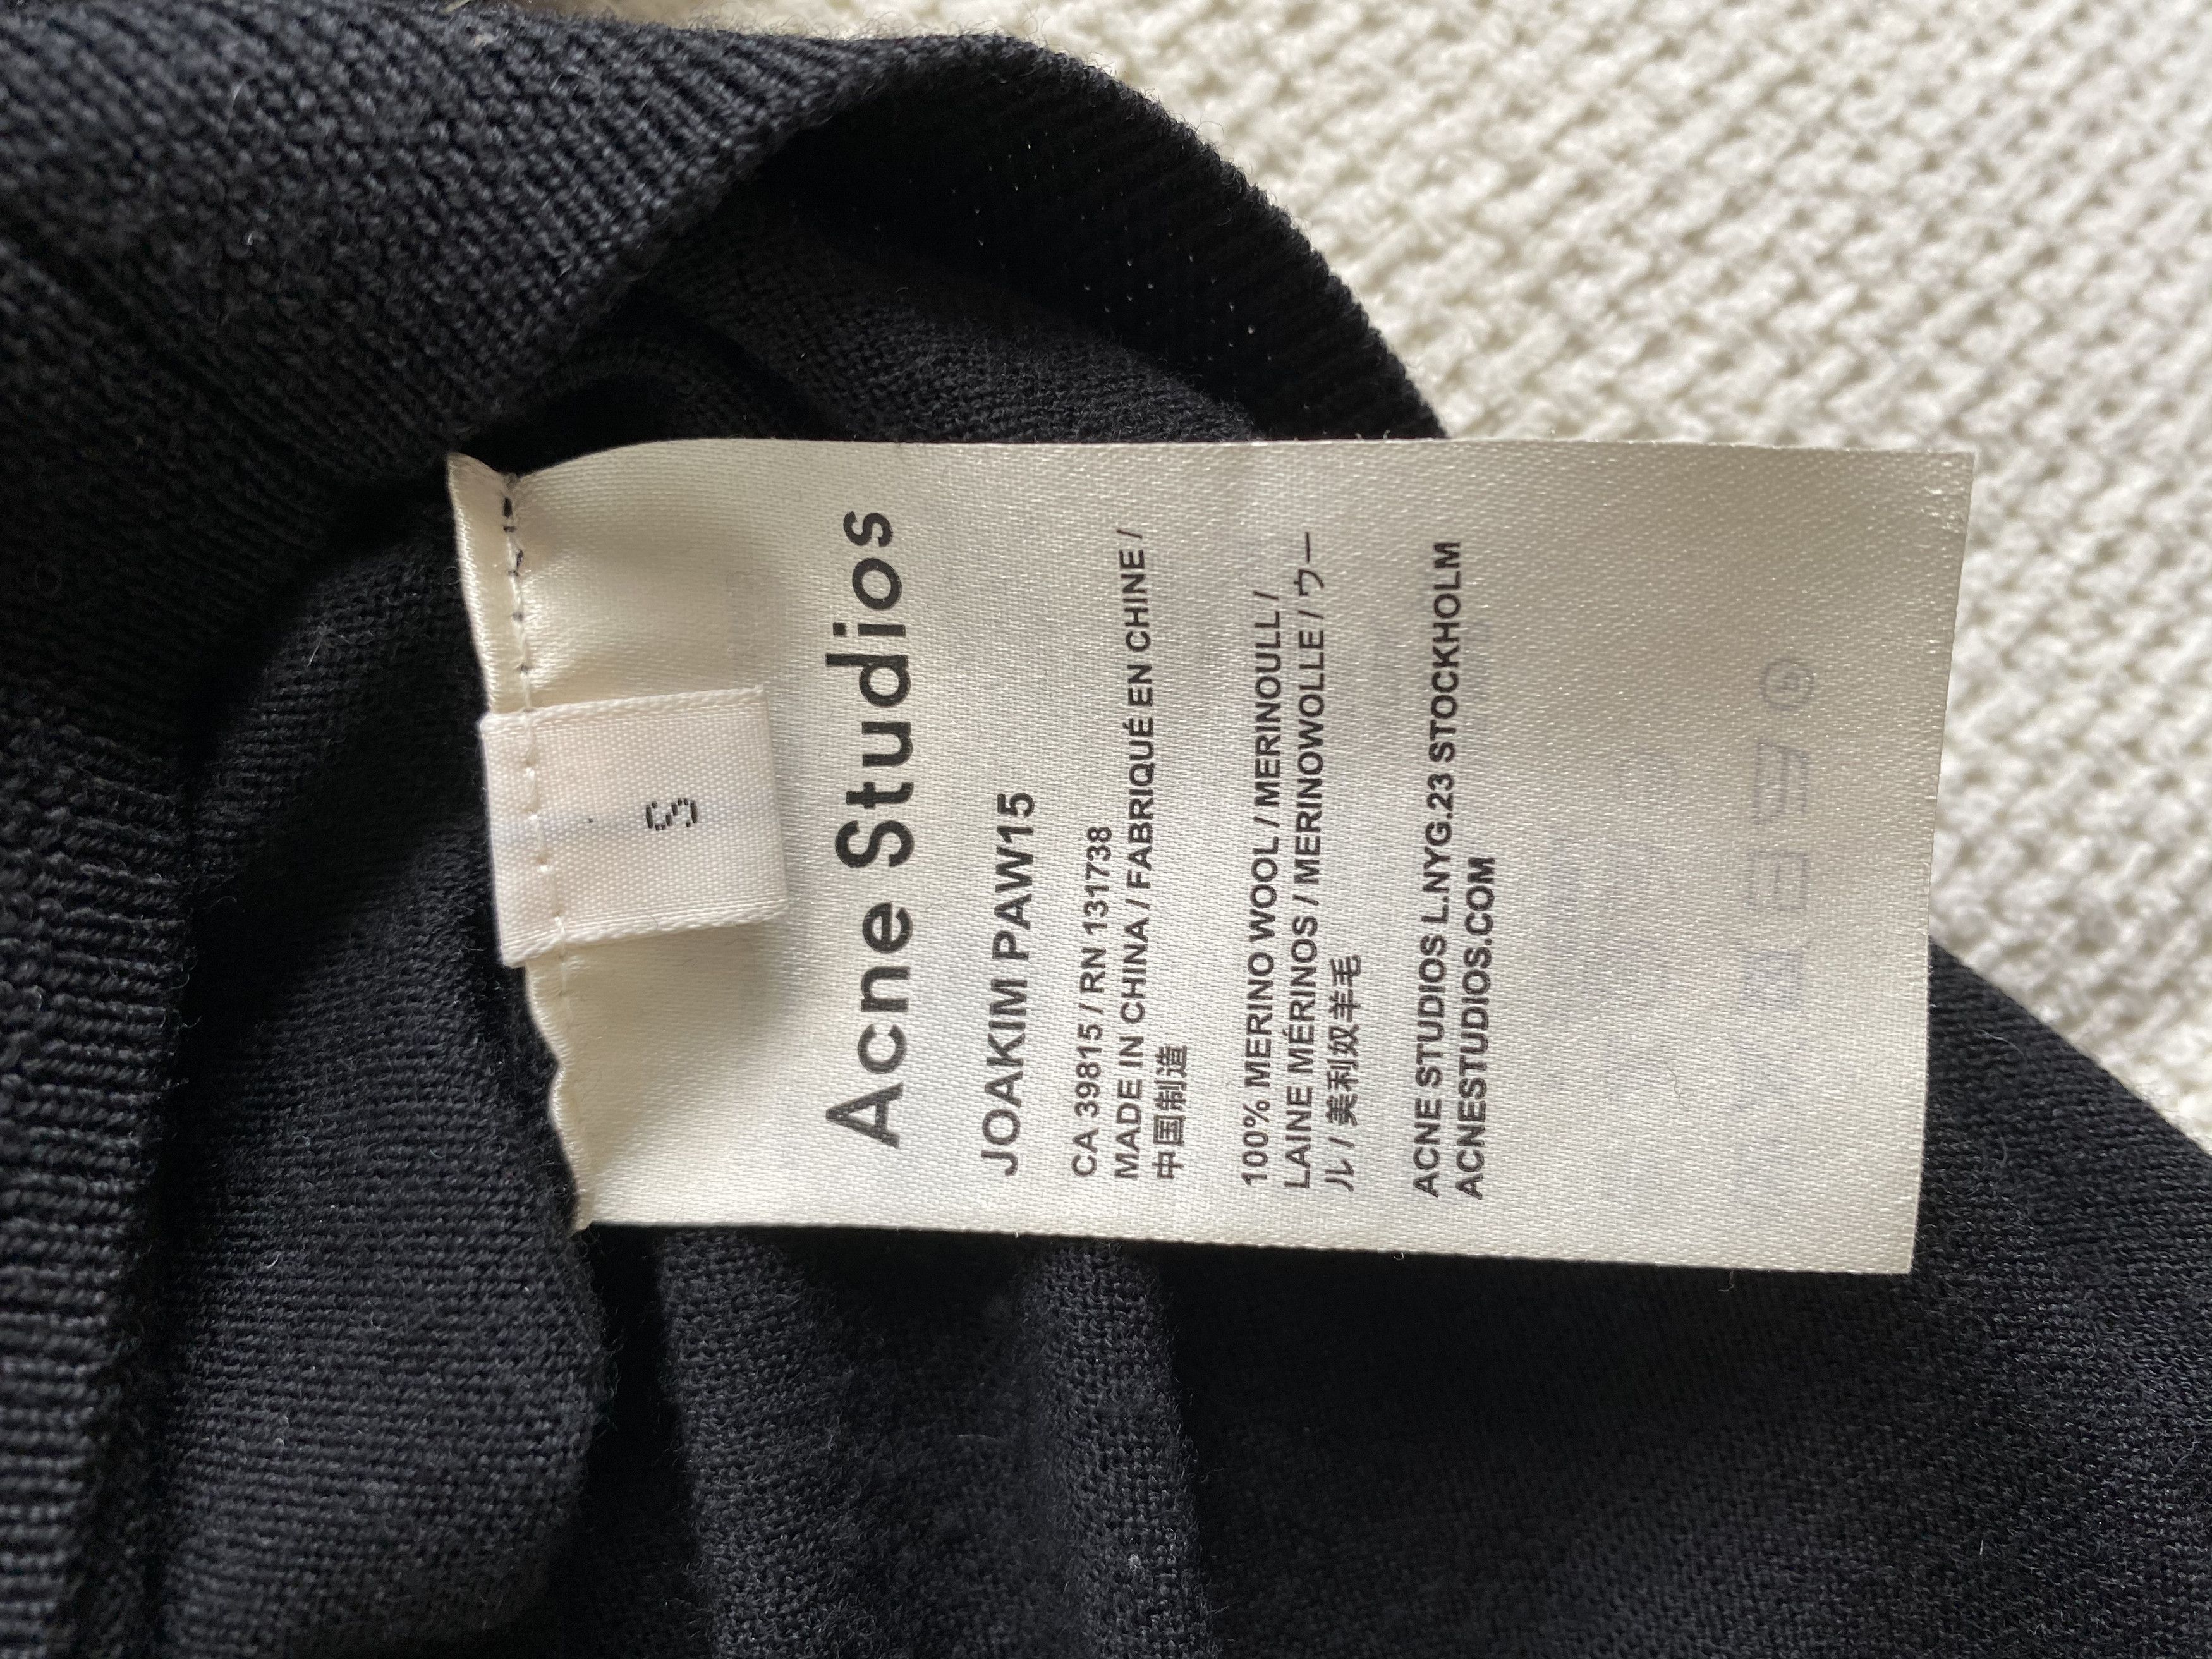 S
Acne Studios
JOAKIM PAW15
CA 39815 / RN 131738
MADE IN CHINA / FABRIQUÉ EN CHINE /
中国制造
100% MERINO WOOL / MERINOULL /
LAINE MÉRINOS / MERINOWOLLE / ウー
ル / 美利奴羊毛
ACNE STUDIOS L.NYG.23 STOCKHOLM
ACNESTUDIOS.COM